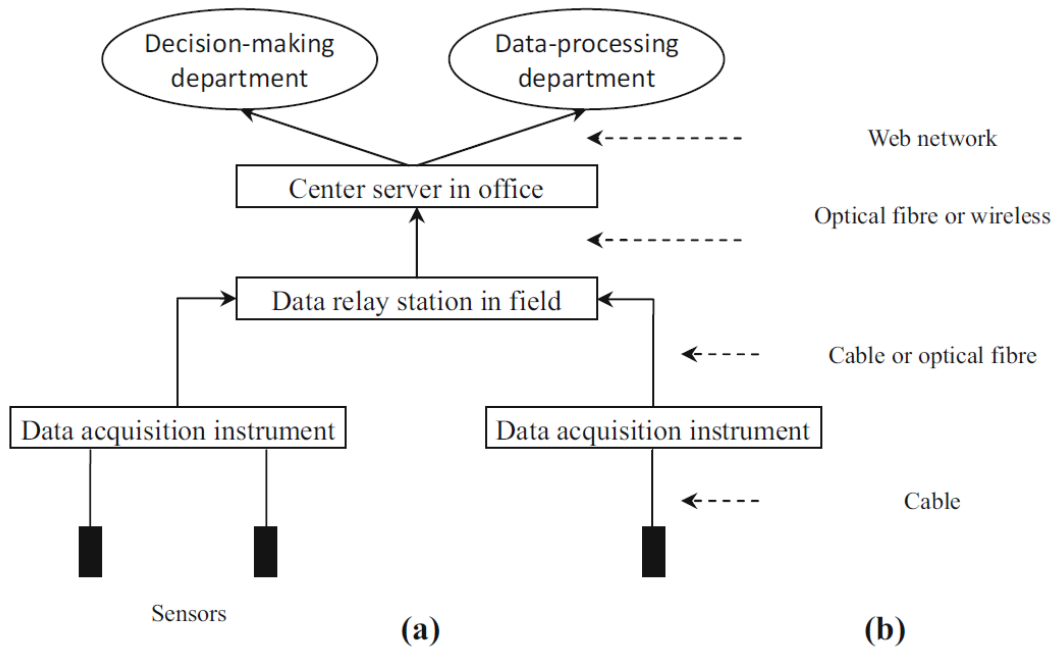 Decision-making
department
Data-processing
department
Web network
Center server in office
Optical fibre or wireless
Data relay station in field
Cable or optical fibre
Data acquisition instrument
Data acquisition instrument
Cable
Sensors
(a)
(b)